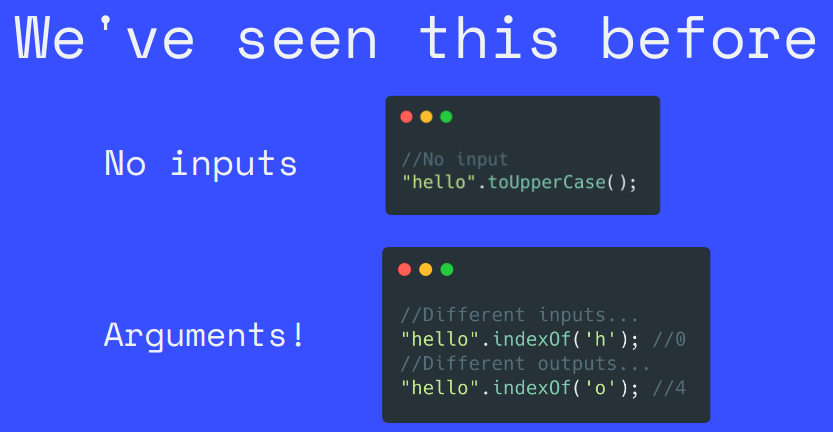 We've seen this before
No inputs
//No input
"hello".toUpperCase();
Arguments!
//Different inputs...
"hello".indexOf('h'); //0
//Different outputs...
"hello".indexOf('o'); //4